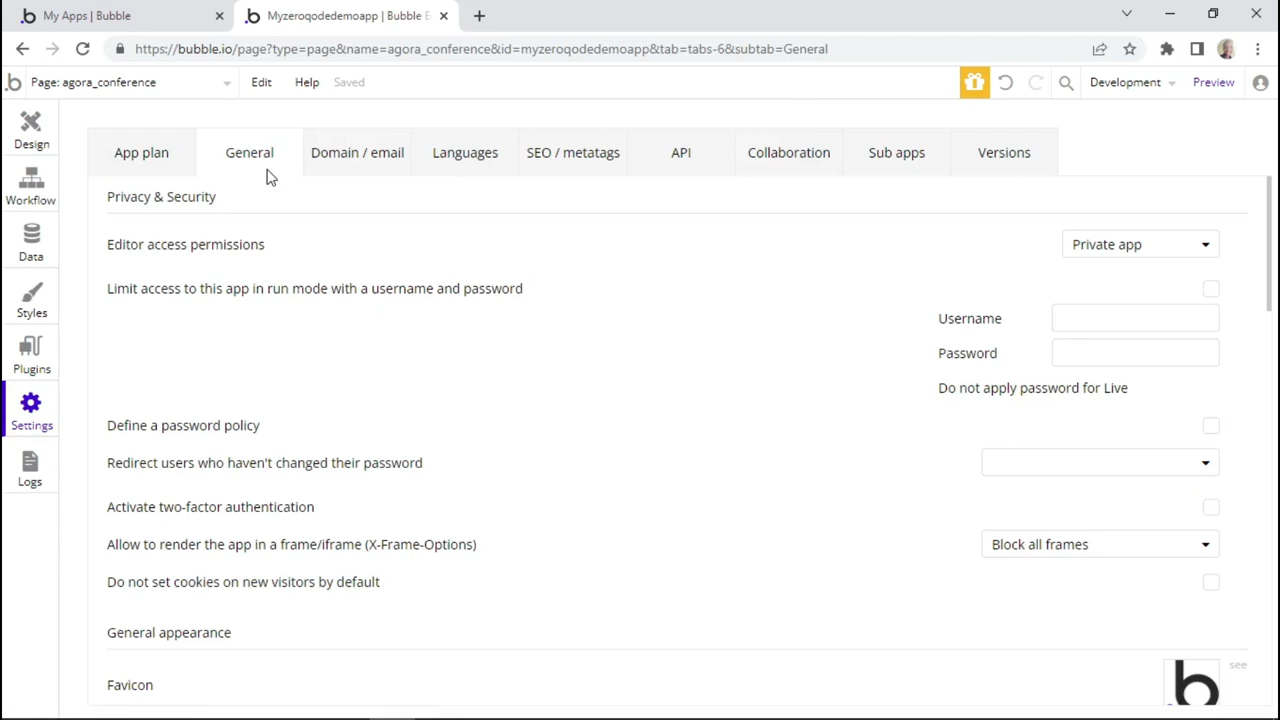 My Apps | Bubble
Myzeroqodedemoapp | Bubble E
https://bubble.io/page?type=page&name=agora_conference&id=myzeroqodedemoapp&tab=tabs-6&subtab=General
Page: agora_conference
Edit
Help
Saved
Development
Preview
Design
Workflow
Data
Styles
Plugins
Settings
Logs
App plan
General
Domain / email
Languages
SEO / metatags
API
Collaboration
Sub apps
Versions
Privacy & Security
Editor access permissions
Private app
Limit access to this app in run mode with a username and password
Username
Password
Do not apply password for Live
Define a password policy
Redirect users who haven't changed their password
Activate two-factor authentication
Allow to render the app in a frame/iframe (X-Frame-Options)
Block all frames
Do not set cookies on new visitors by default
General appearance
Favicon
see